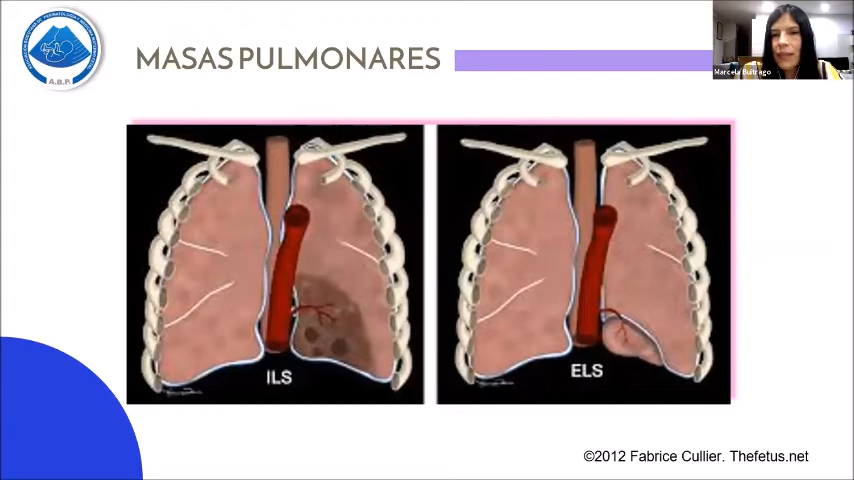 MASAS PULMONARES
Marcela Buitrago
A.B.P.
ILS
ELS
©2012 Fabrice Cullier. Thefetus.net